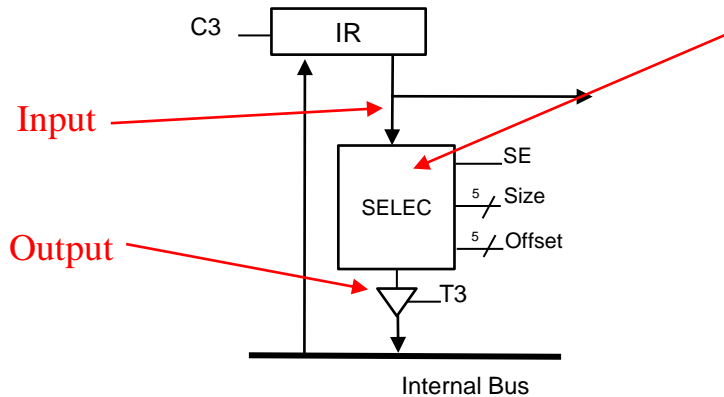 C3
IR
Input
SE
5
Size
SELEC
5
Offset
Output
T3
Internal Bus